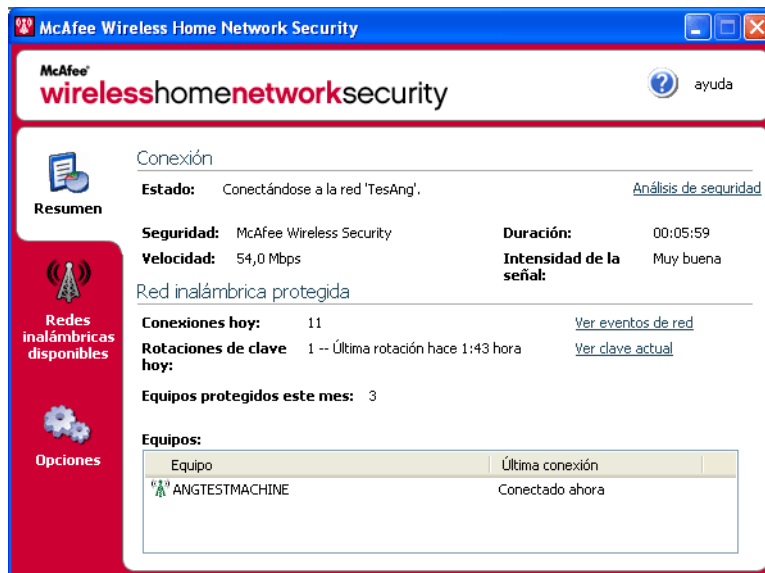 McAfee Wireless Home Network Security
McAfee
wirelesshomenetworksecurity
ayuda
Resumen
Redes
inalámbricas
disponibles
Opciones
Conexión
Estado: Conectándose a la red 'TesAng'. Análisis de seguridad
Seguridad: McAfee Wireless Security Duración: 00:05:59
Velocidad: 54,0 Mbps Intensidad de la señal: Muy buena
Red inalámbrica protegida
Conexiones hoy: 11 Ver eventos de red
Rotaciones de clave hoy: 1 -- Última rotación hace 1:43 hora Ver clave actual
Equipos protegidos este mes: 3
Equipos:
Equipo Última conexión
ANGTESTMACHINE Conectado ahora